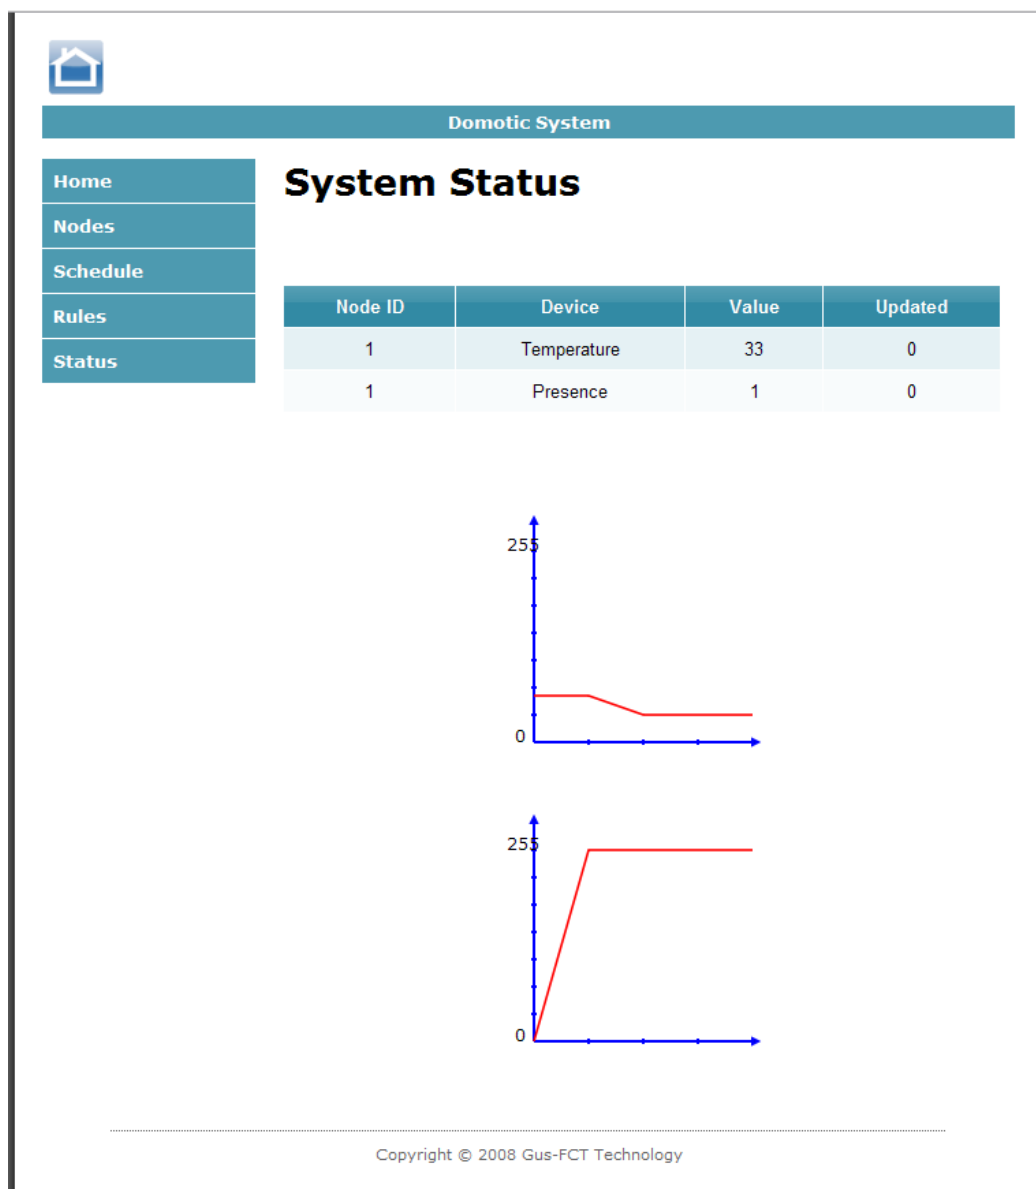 Domotic System
Home
Nodes
Schedule
Rules
Status
System Status
Node ID Device Value Updated
1 Temperature 33 0
1 Presence 1 0
255
0
255
0
Copyright © 2008 Gus-FCT Technology